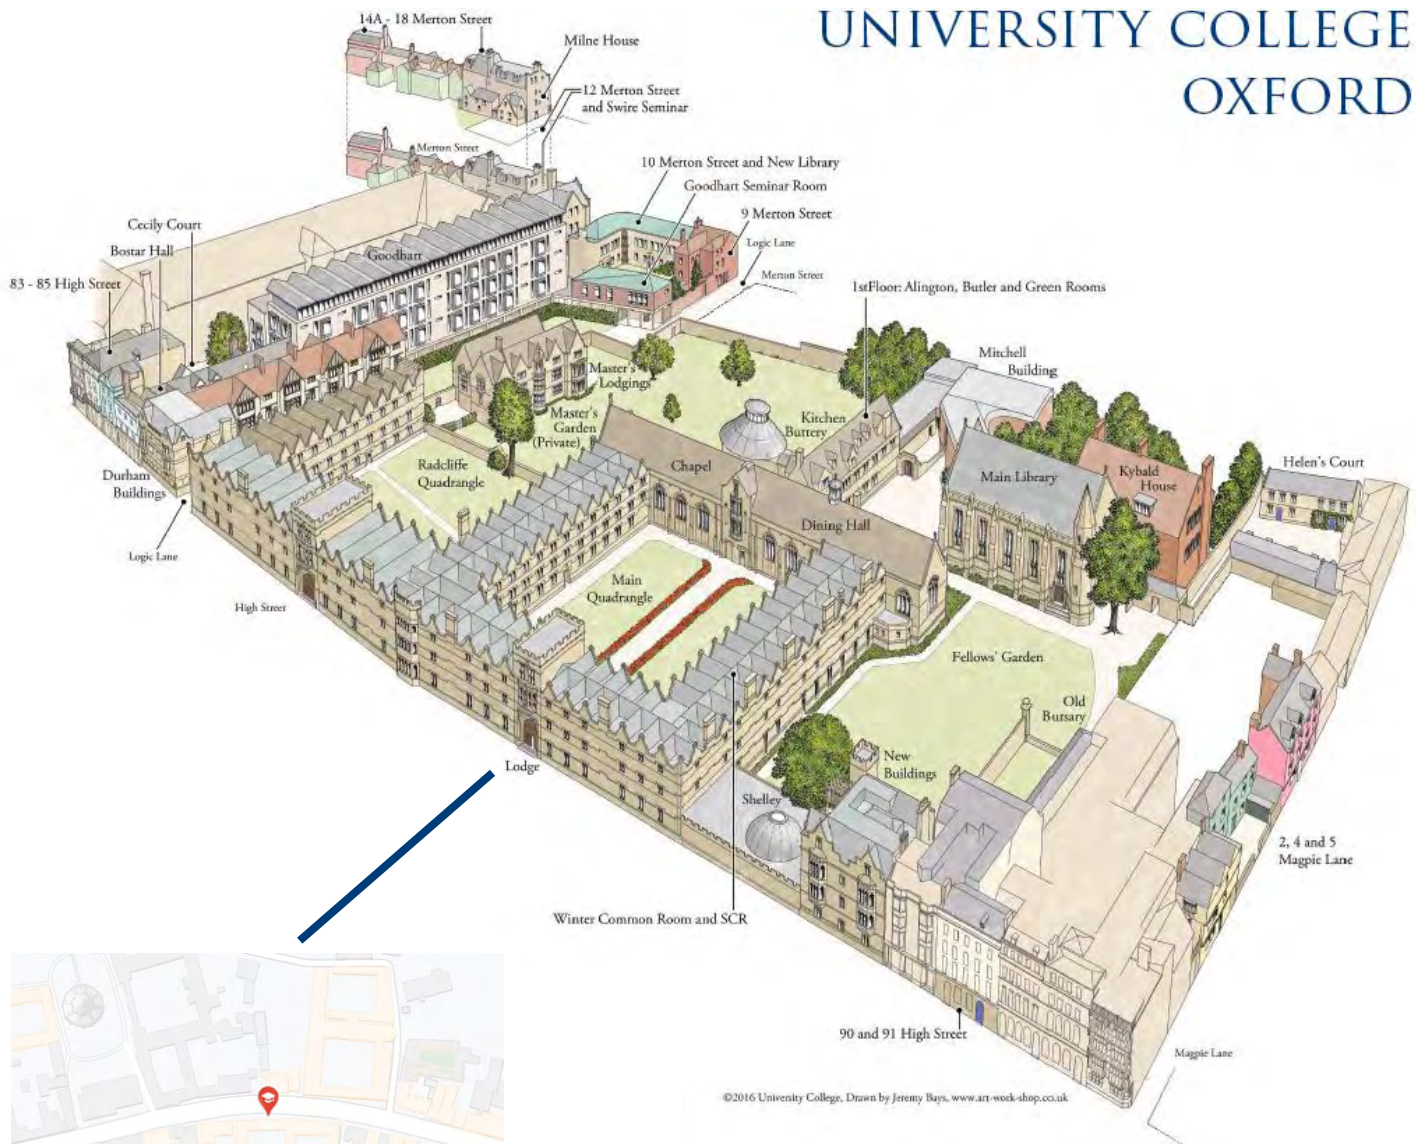 UNIVERSITY COLLEGE
OXFORD
14A - 18 Merton Street
Milne House
12 Merton Street
and Swire Seminar
Merton Street
10 Merton Street and New Library
Goodhart Seminar Room
9 Merton Street
Logic Lane
Merton Street
Cecily Court
Bostar Hall
83 - 85 High Street
Goodhart
1stFloor: Alington, Butler and Green Rooms
Mitchell
Building
Master's
Lodgings
Master's
Garden
(Private)
Kitchen
Buttery
Radcliffe
Quadrangle
Chapel
Main Library
Kybald
House
Helen's Court
Durham
Buildings
Dining Hall
Logic Lane
Main
Quadrangle
High Street
Fellows' Garden
Old
Bursary
Lodge
New
Buildings
Shelley
2, 4 and 5
Magpie Lane
Winter Common Room and SCR
90 and 91 High Street
Magpie Lane
©2016 University College, Drawn by Jeremy Bays, www.art-work-shop.co.uk